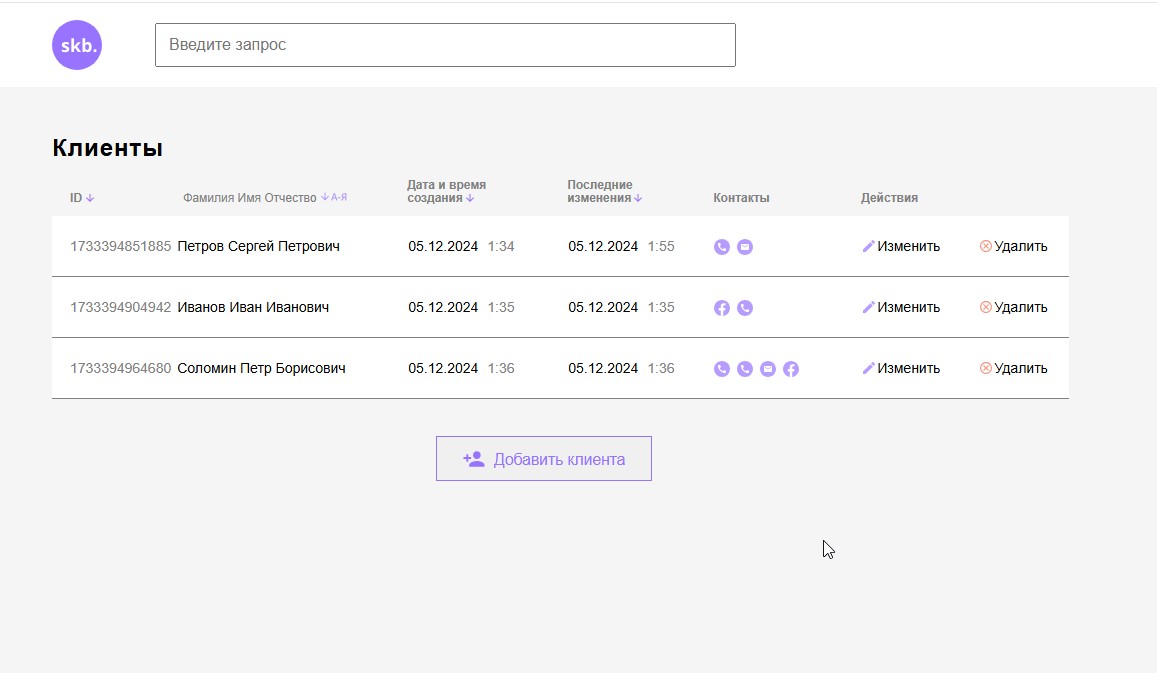 skb.
Введите запрос
Клиенты
ID Фамилия Имя Отчество А-Я Дата и время создания Последние изменения Контакты Действия
1733394851885 Петров Сергей Петрович 05.12.2024 1:34 05.12.2024 1:55 Изменить Удалить
1733394904942 Иванов Иван Иванович 05.12.2024 1:35 05.12.2024 1:35 Изменить Удалить
1733394964680 Соломин Петр Борисович 05.12.2024 1:36 05.12.2024 1:36 Изменить Удалить
Добавить клиента